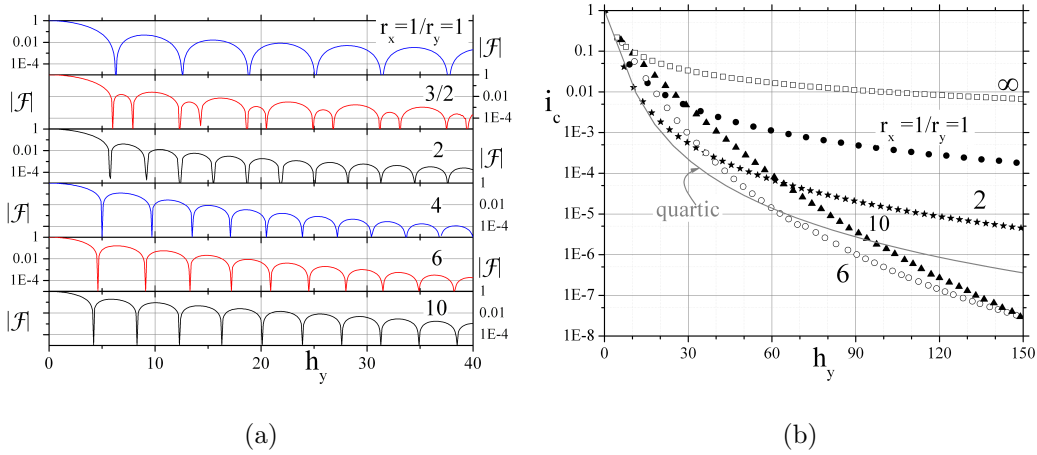 1
0.01
1E-4
r_x=1/r_y=1
|ℱ|
1
|ℱ|
3/2
0.01
1E-4
1
0.01
1E-4
2
|ℱ|
1
|ℱ|
4
0.01
1E-4
1
0.01
1E-4
6
|ℱ|
1
|ℱ|
10
0.01
1E-4
0 10 20 30 40
h_y
(a)
1
0.1
0.01
1E-3
1E-4
1E-5
1E-6
1E-7
1E-8
i_c
∞
r_x=1/r_y=1
2
quartic
10
6
0 30 60 90 120 150
h_y
(b)